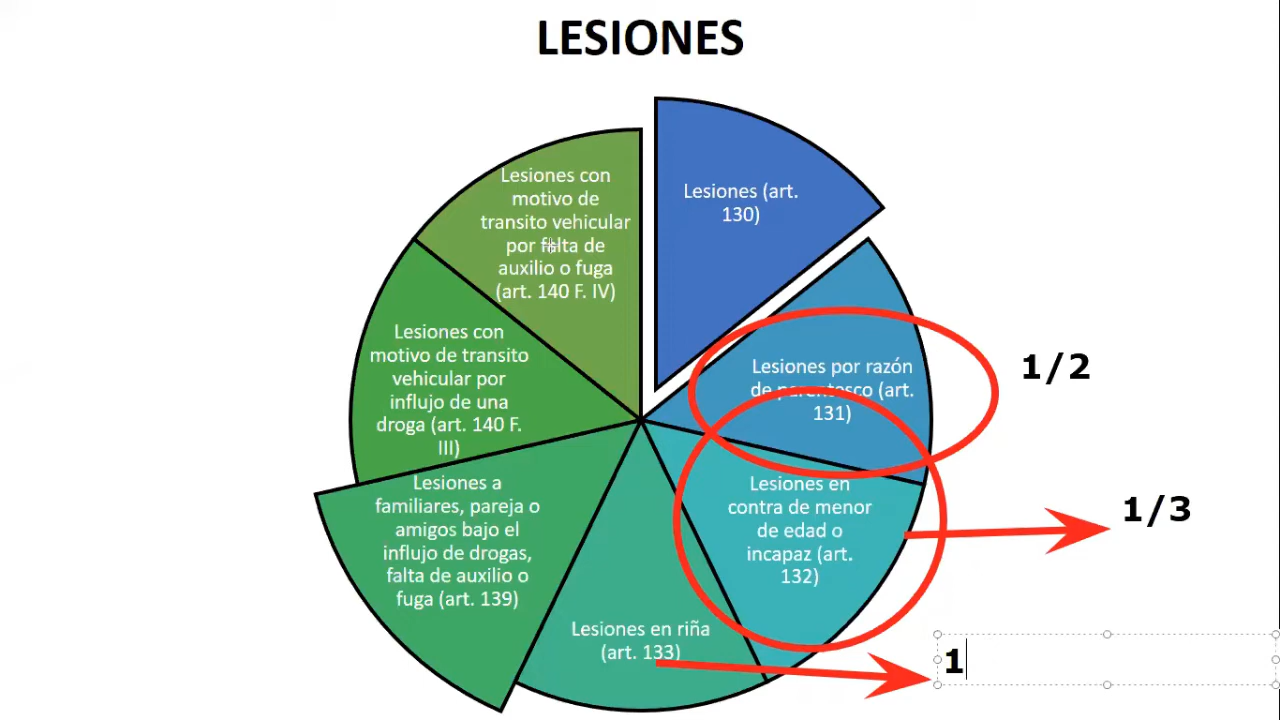 LESIONES
Lesiones con
motivo de
transito vehicular
por falta de
auxilio o fuga
(art. 140 F. IV)
Lesiones (art.
130)
Lesiones con
motivo de transito
vehicular por
influjo de una
droga (art. 140 F.
III)
Lesiones por razón
de parentesco (art.
131)
1/2
Lesiones a
familiares, pareja o
amigos bajo el
influjo de drogas,
falta de auxilio o
fuga (art. 139)
Lesiones en
contra de menor
de edad o
incapaz (art.
132)
1/3
Lesiones en riña
(art. 133)
1